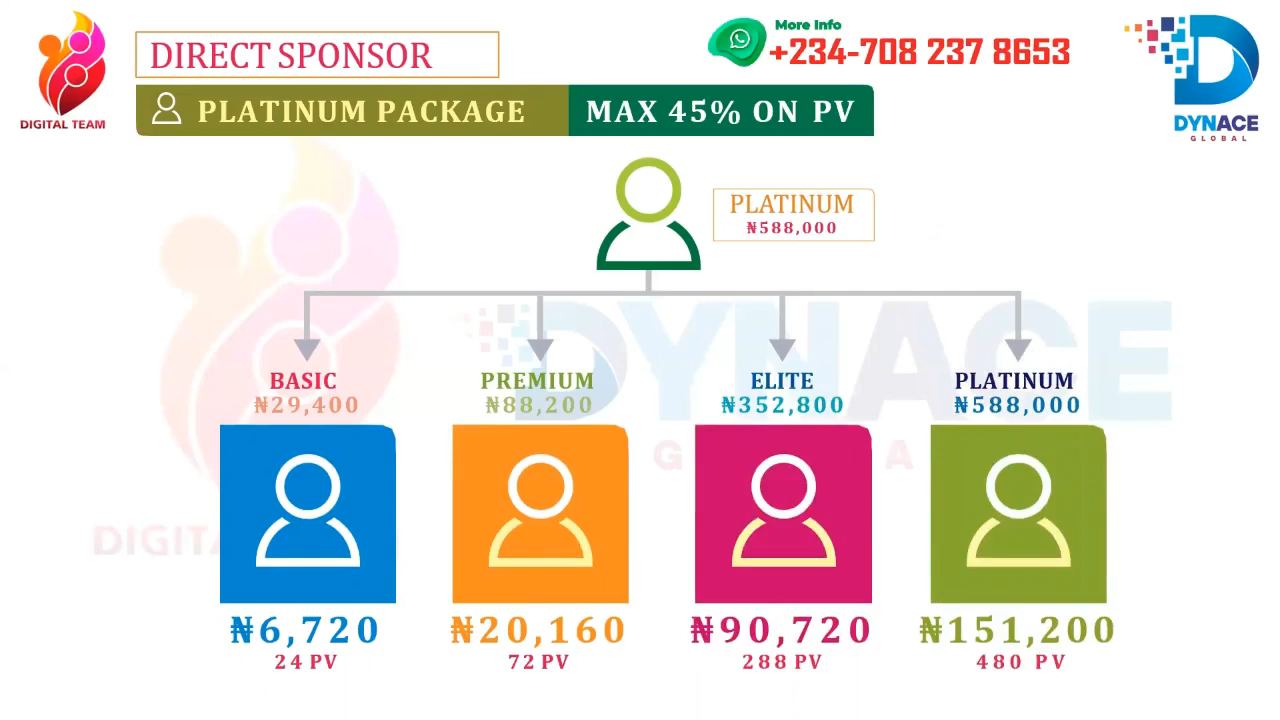 DIGITAL TEAM
DIRECT SPONSOR
PLATINUM PACKAGE
MAX 45% ON PV
More Info
+234-708 237 8653
DYNACE
GLOBAL
PLATINUM
₦588,000
BASIC
₦29,400
PREMIUM
₦88,200
ELITE
₦352,800
PLATINUM
₦588,000
₦6,720
24 PV
₦20,160
72 PV
₦90,720
288 PV
₦151,200
480 PV
DYNACE